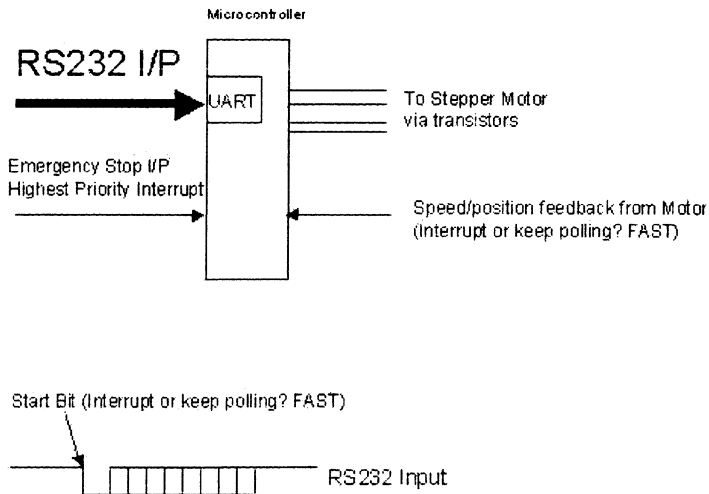 Microcontroller
RS232 I/P
UART
To Stepper Motor
via transistors
Emergency Stop I/P
Highest Priority Interrupt
Speed/position feedback from Motor
(Interrupt or keep polling? FAST)
Start Bit (Interrupt or keep polling? FAST)
RS232 Input